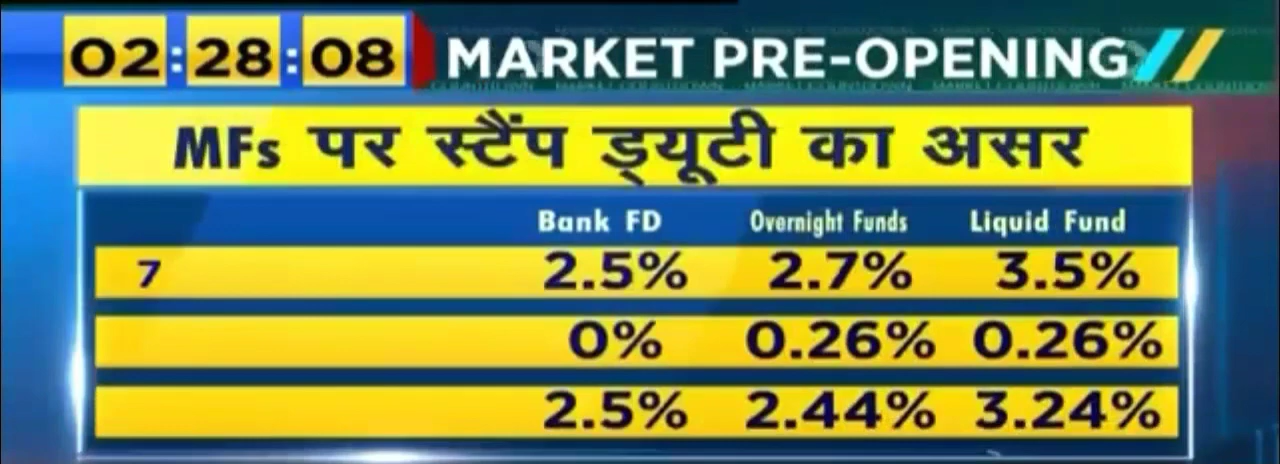 02:28:08 MARKET PRE-OPENING
MFs पर स्टैंप ड्यूटी का असर
Bank FD Overnight Funds Liquid Fund
7 2.5% 2.7% 3.5%
0% 0.26% 0.26%
2.5% 2.44% 3.24%